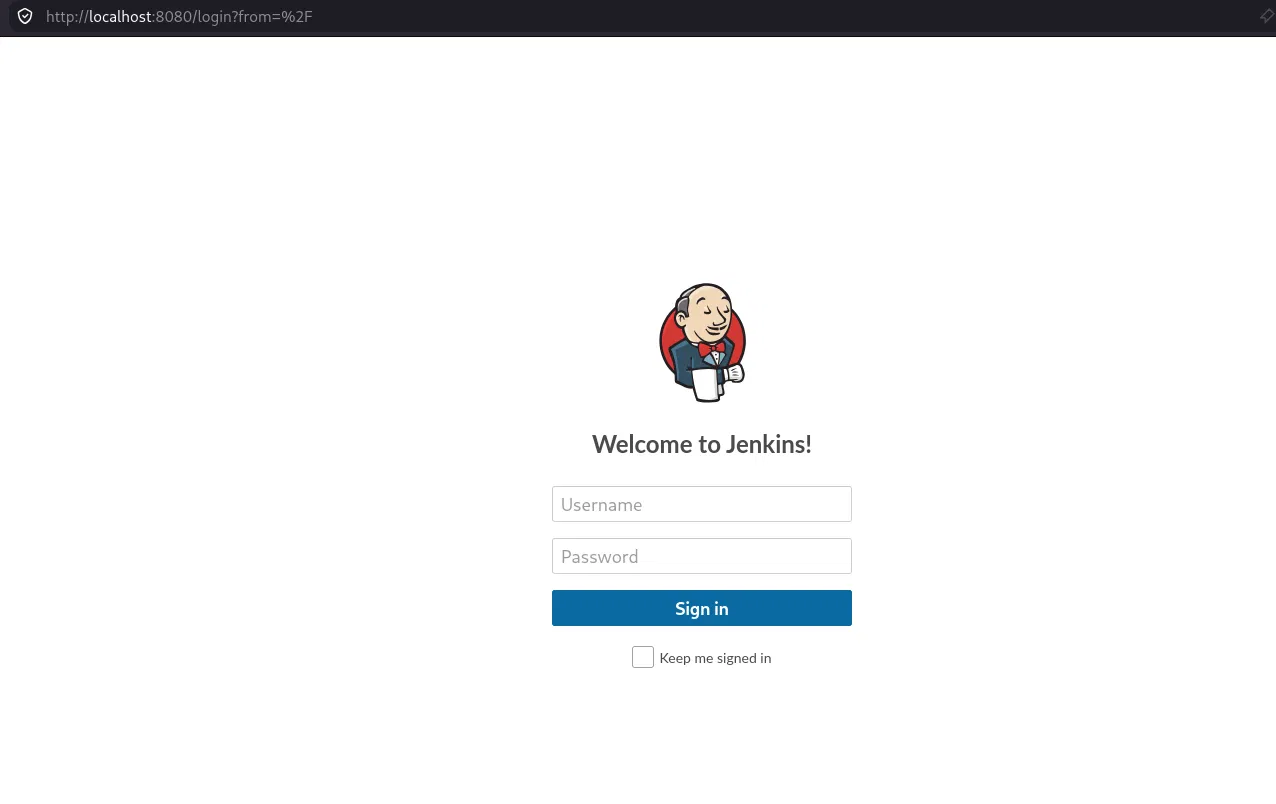 http://localhost:8080/login?from=%2F
Welcome to Jenkins!
Username
Password
Sign in
Keep me signed in